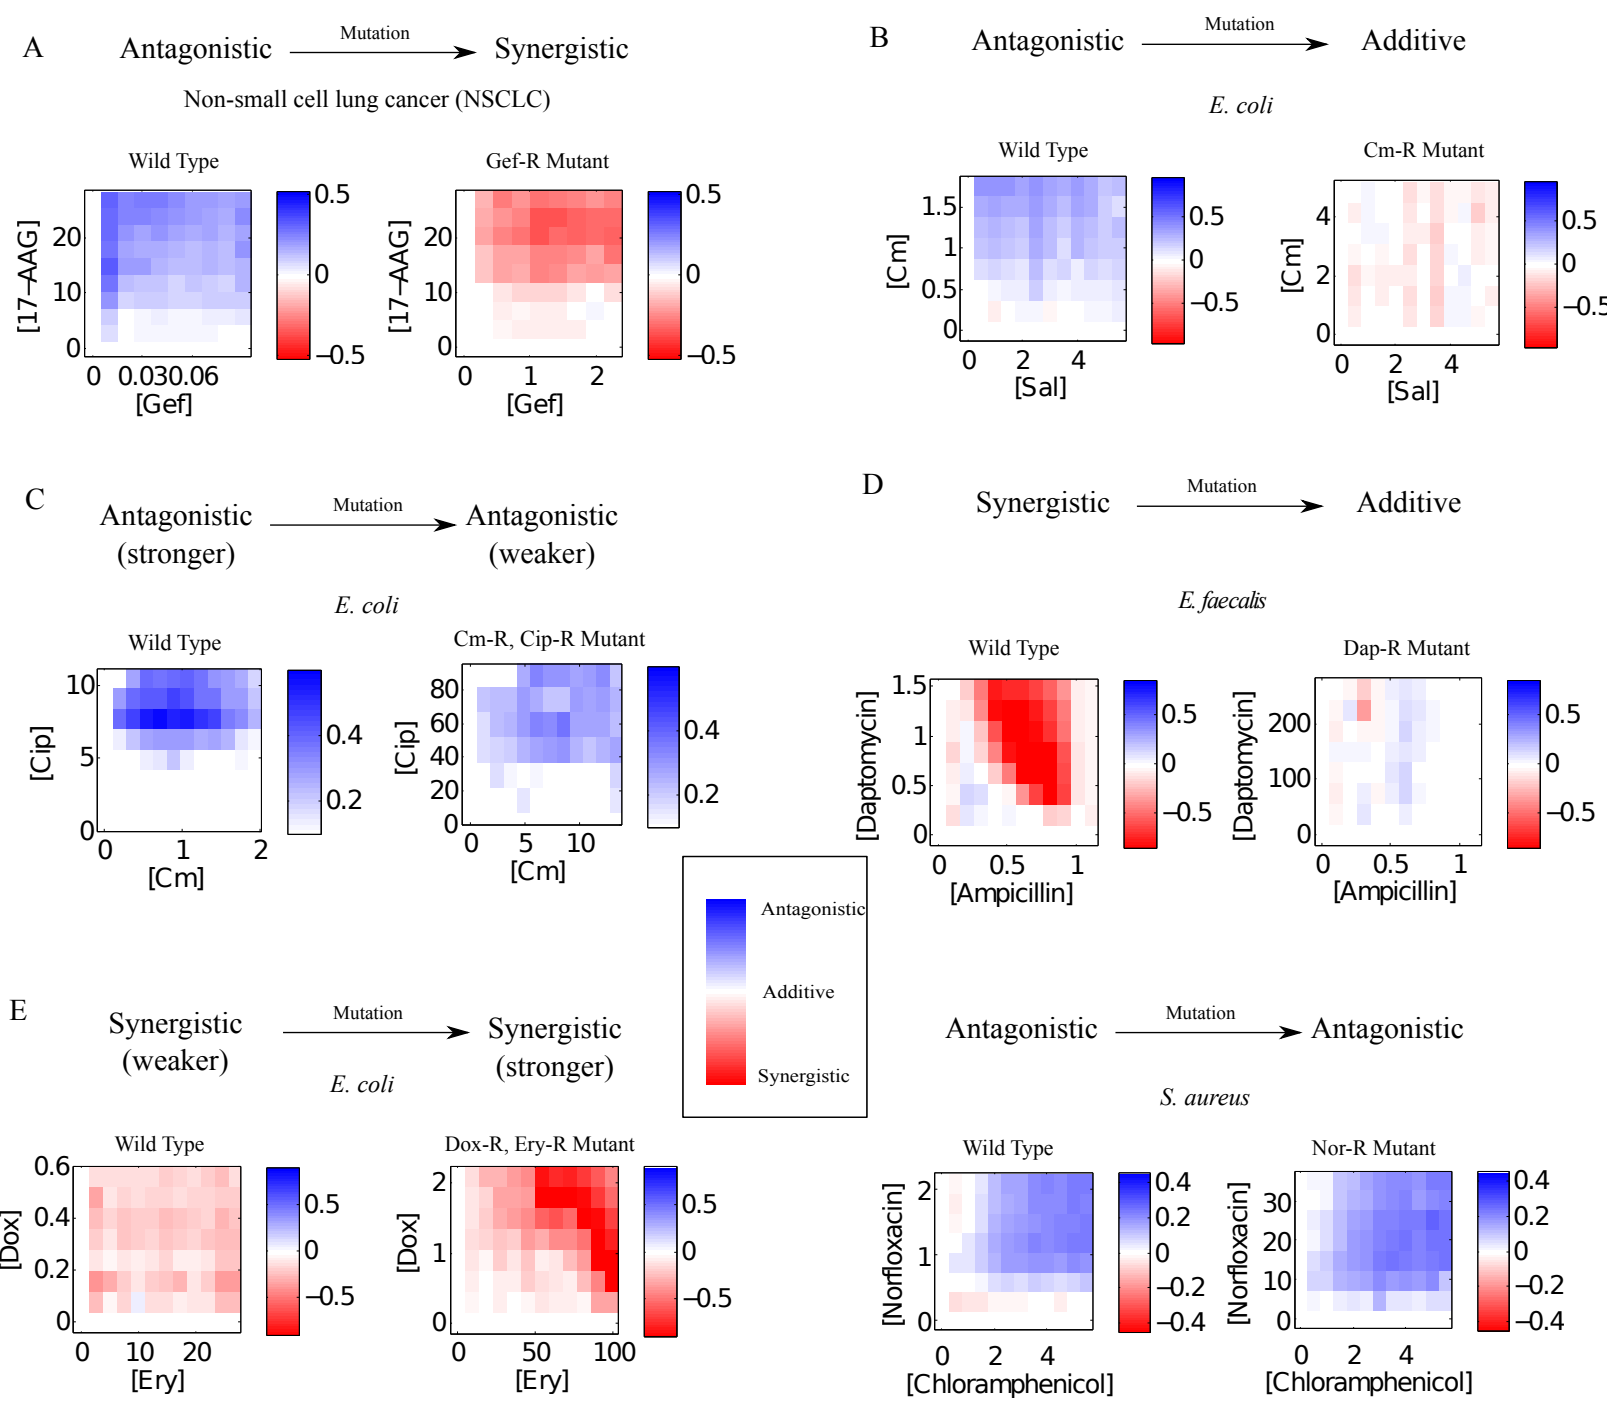 A
Antagonistic
Mutation
Synergistic
Non-small cell lung cancer (NSCLC)
Wild Type
[17−AAG]
20
10
0
0 0.030.06
[Gef]
0.5
0
−0.5
Gef-R Mutant
[17−AAG]
20
10
0
0 1 2
[Gef]
0.5
0
−0.5
B
Antagonistic
Mutation
Additive
E. coli
Wild Type
[Cm]
1.5
1
0.5
0
0 2 4
[Sal]
0.5
0
−0.5
Cm-R Mutant
[Cm]
4
2
0
0 2 4
[Sal]
0.5
0
−0.5
C
Antagonistic
(stronger)
Mutation
Antagonistic
(weaker)
E. coli
Wild Type
[Cip]
10
5
0
0 1 2
[Cm]
0.4
0.2
Cm-R, Cip-R Mutant
[Cip]
80
60
40
20
0
0 5 10
[Cm]
0.4
0.2
D
Synergistic
Mutation
Additive
E. faecalis
Wild Type
[Daptomycin]
1.5
1
0.5
0
0 0.5 1
[Ampicillin]
0.5
0
−0.5
Dap-R Mutant
[Daptomycin]
200
100
0
0 0.5 1
[Ampicillin]
0.5
0
−0.5
Antagonistic
Additive
Synergistic
E
Synergistic
(weaker)
Mutation
Synergistic
(stronger)
E. coli
Wild Type
[Dox]
0.6
0.4
0.2
0
0 10 20
[Ery]
0.5
0
−0.5
Dox-R, Ery-R Mutant
[Dox]
2
1
0
0 50 100
[Ery]
0.5
0
−0.5
Antagonistic
Mutation
Antagonistic
S. aureus
Wild Type
[Norfloxacin]
2
1
0
0 2 4
[Chloramphenicol]
0.4
0.2
0
−0.2
−0.4
Nor-R Mutant
[Norfloxacin]
30
20
10
0
0 2 4
[Chloramphenicol]
0.4
0.2
0
−0.2
−0.4